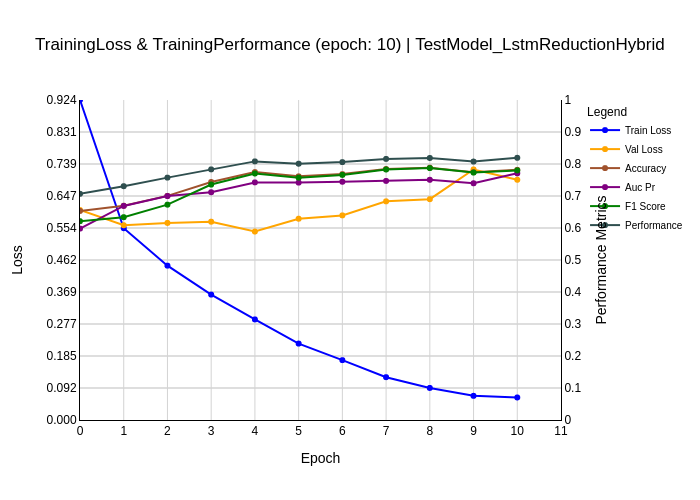 TrainingLoss & TrainingPerformance (epoch: 10) | TestModel_LstmReductionHybrid
0.924
0.831
0.739
0.647
0.554
0.462
0.369
0.277
0.185
0.092
0.000
Loss
0 1 2 3 4 5 6 7 8 9 10 11
Epoch
1
0.9
0.8
0.7
0.6
0.5
0.4
0.3
0.2
0.1
0
Performance Metrics
Legend
Train Loss
Val Loss
Accuracy
Auc Pr
F1 Score
Performance